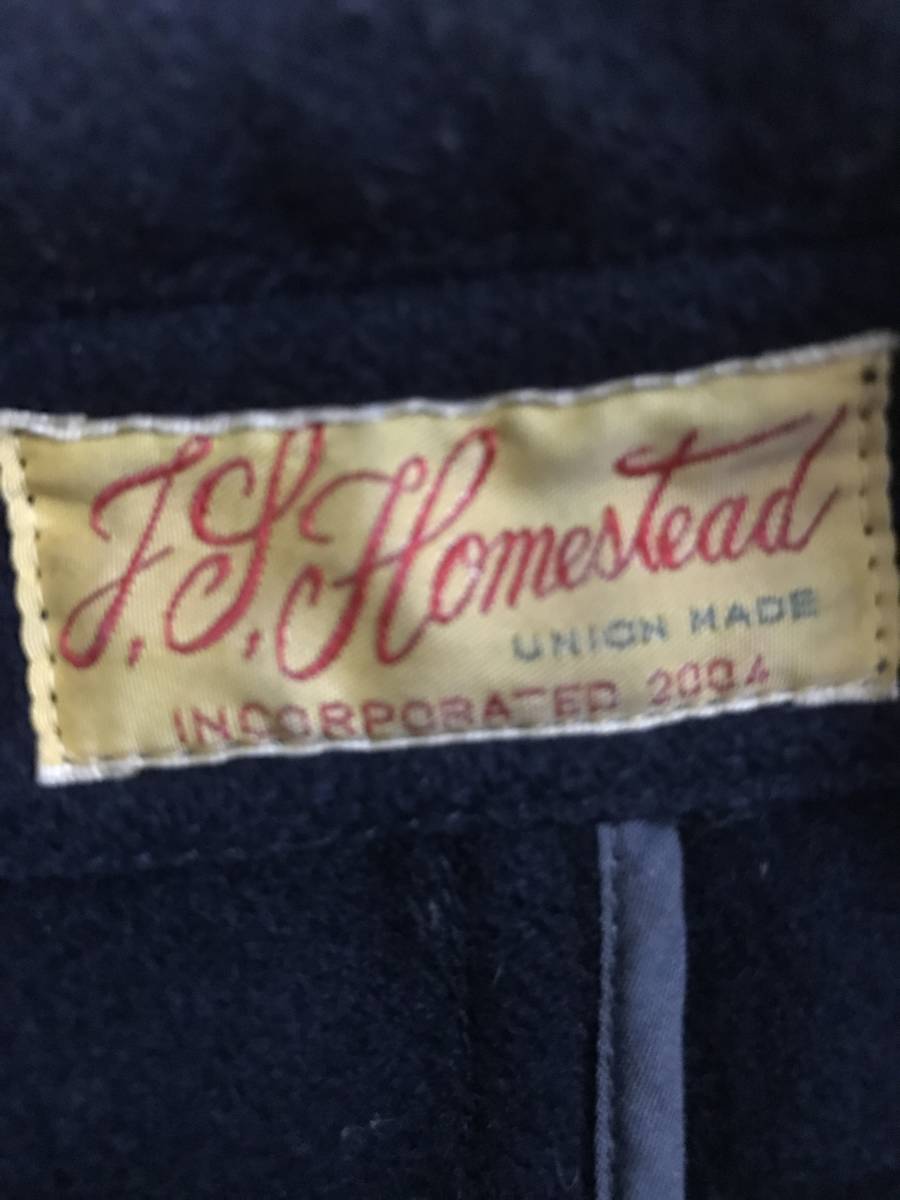 J.S. Homestead
UNION MADE
INCORPORATED 2004